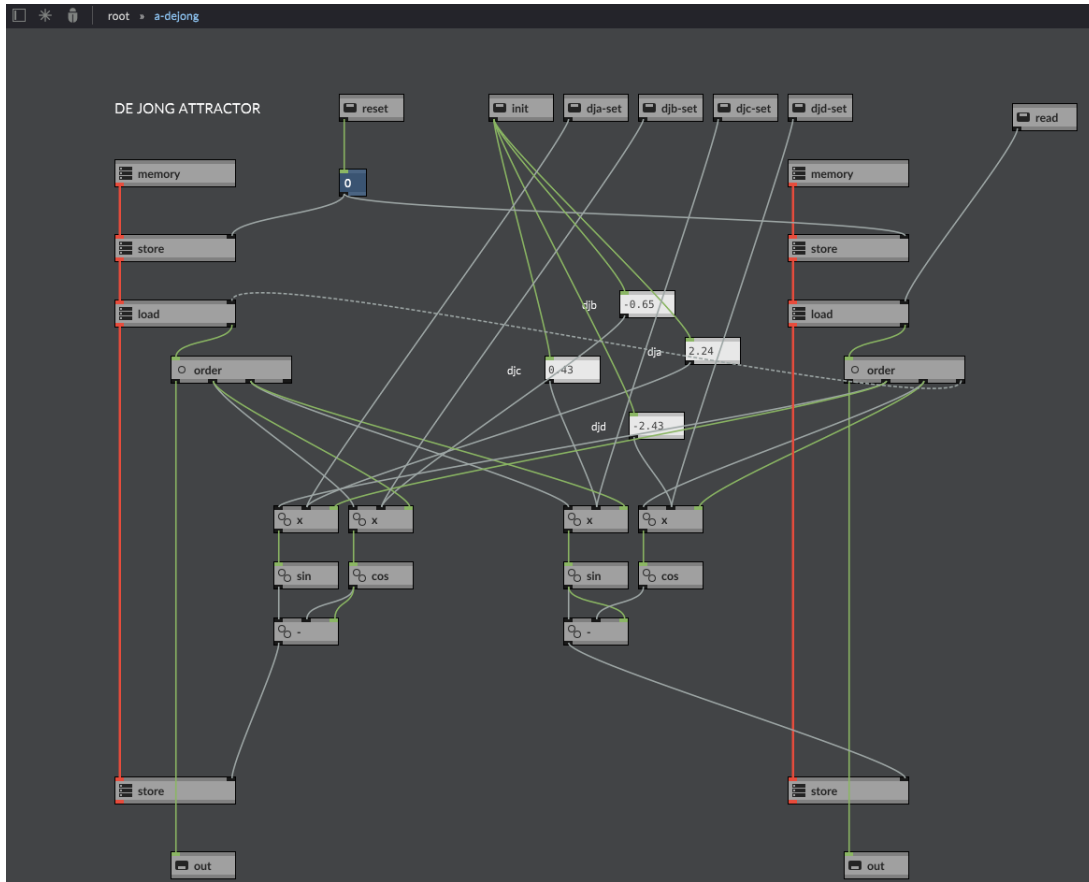 root » a-dejong
DE JONG ATTRACTOR
reset
init
dja-set
djb-set
djc-set
djd-set
read
memory
0
memory
store
store
djb
-0.65
load
load
dja
2.24
order
djc
0.43
order
djd
-2.43
x
x
x
x
sin
cos
sin
cos
-
-
store
store
out
out